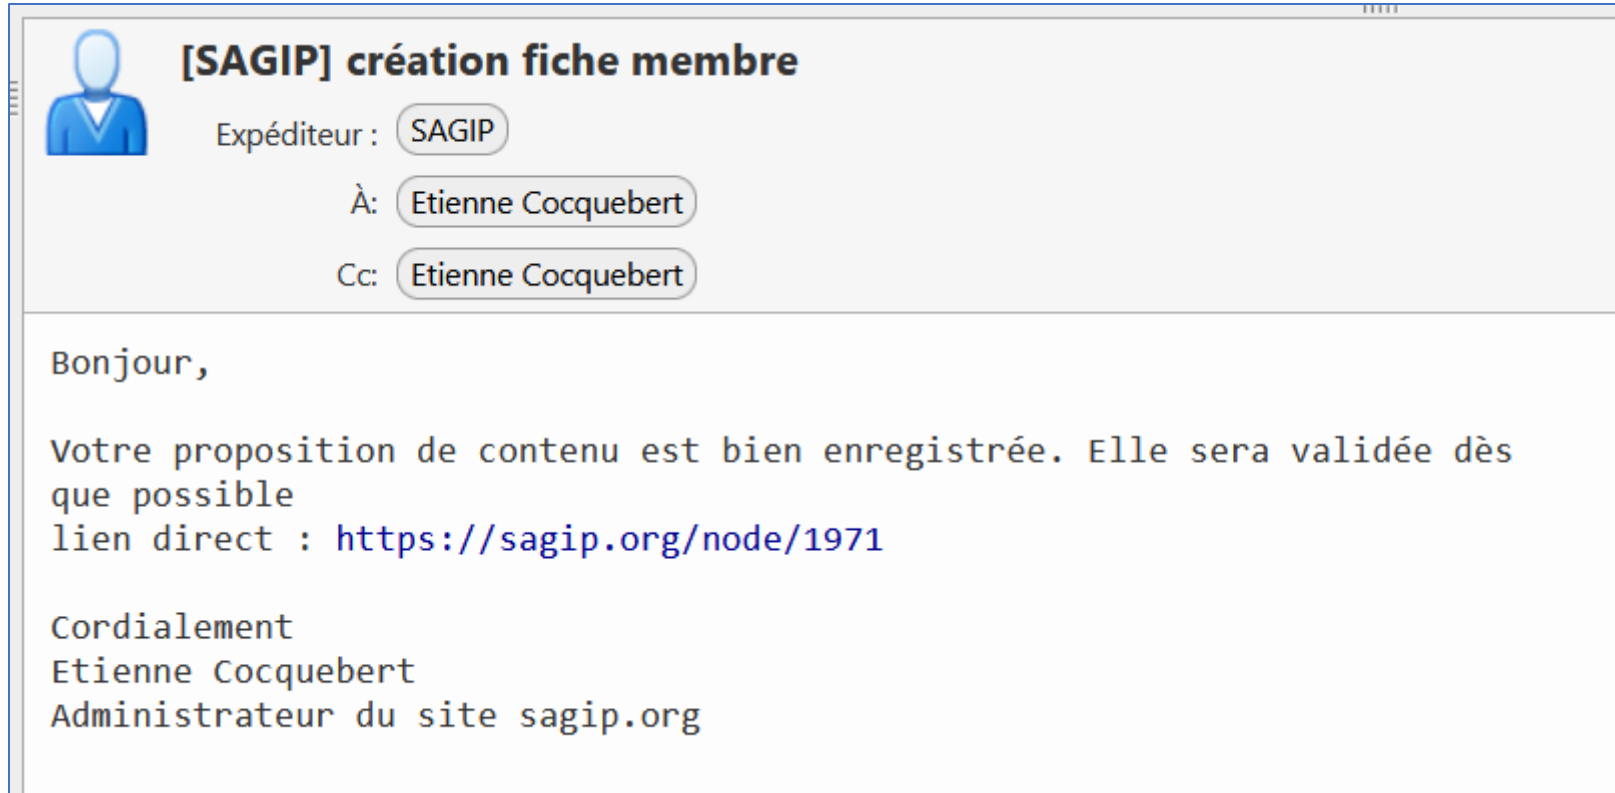 [SAGIP] création fiche membre
Expéditeur : SAGIP
À: Etienne Cocquebert
Cc: Etienne Cocquebert
Bonjour,
Votre proposition de contenu est bien enregistrée. Elle sera validée dès
que possible
lien direct : https://sagip.org/node/1971
Cordialement
Etienne Cocquebert
Administrateur du site sagip.org